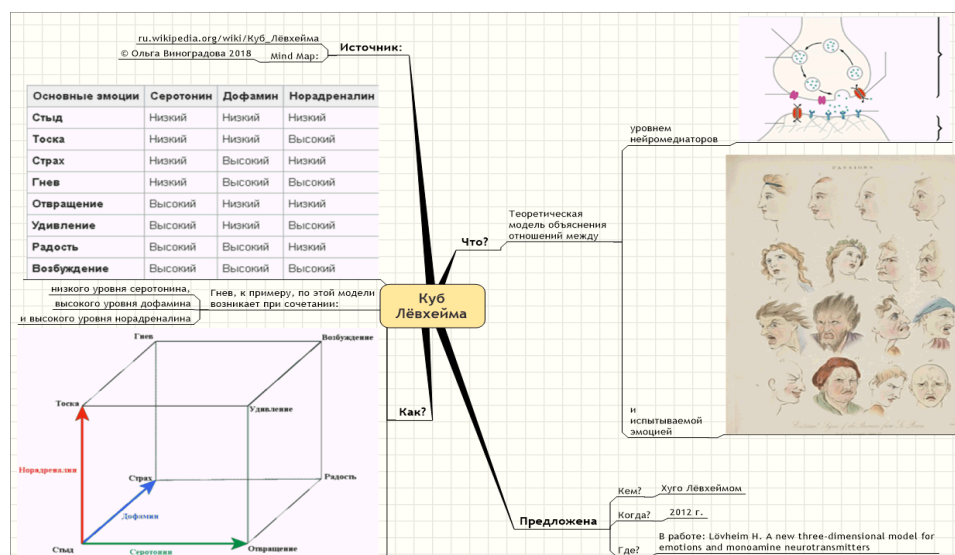 ru.wikipedia.org/wiki/Куб_Лёвхейма
© Ольга Виноградова 2018
Mind Map:
Источник:
Основные эмоции Серотонин Дофамин Норадреналин
Стыд Низкий Низкий Низкий
Тоска Низкий Низкий Высокий
Страх Низкий Высокий Низкий
Гнев Низкий Высокий Высокий
Отвращение Высокий Низкий Низкий
Удивление Высокий Низкий Высокий
Радость Высокий Высокий Низкий
Возбуждение Высокий Высокий Высокий
низкого уровня серотонина,
высокого уровня дофамина
и высокого уровня норадреналина
Гнев, к примеру, по этой модели
возникает при сочетании:
Гнев
Возбуждение
Тоска
Удивление
Норадреналин
Страх
Радость
Дофамин
Стыд
Серотонин
Отвращение
Как?
Куб
Лёвхейма
Что?
Теоретическая
модель объяснения
отношений между
уровнем
нейромедиаторов
и
испытываемой
эмоцией
Предложена
Кем?
Хуго Лёвхеймом
Когда?
2012 г.
Где?
В работе: Lövheim H. A new three-dimensional model for
emotions and monoamine neurotransmitters